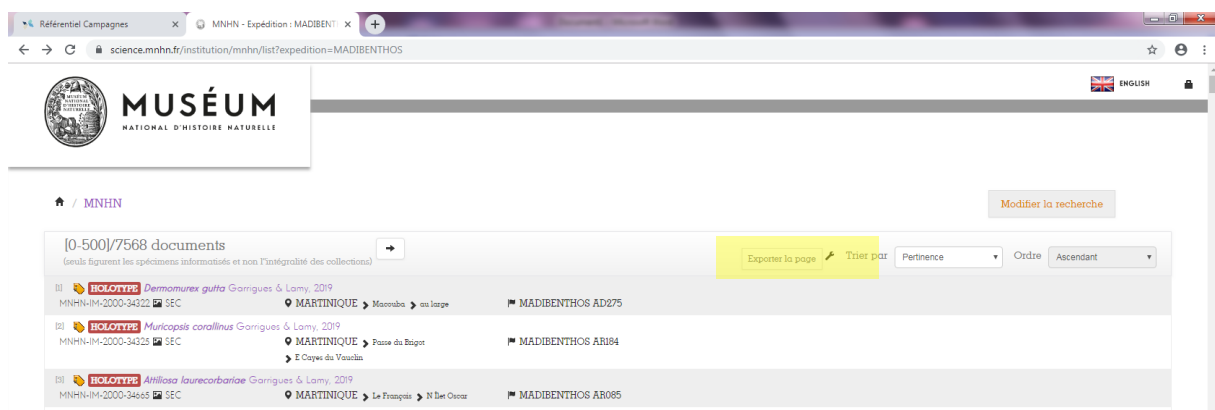 Référentiel Campagnes
MNHN - Expédition : MADIBENT
science.mnhn.fr/institution/mnhn/list?expedition=MADIBENTHOS
ENGLISH
MUSÉUM
NATIONAL D'HISTOIRE NATURELLE
/ MNHN
Modifier la recherche
[0-500]/7568 documents
(seuls figurent les spécimens informatisés et non l'intégralité des collections)
Exporter la page Trier par Pertinence Ordre Ascendant
[1] HOLOTYPE Dermomurex gutta Garrigues & Lamy, 2019
MNHN-IM-2000-34322 SEC MARTINIQUE Macouba au large MADIBENTHOS AD275
[2] HOLOTYPE Muricopsis corallinus Garrigues & Lamy, 2019
MNHN-IM-2000-34325 SEC MARTINIQUE Passe du Brigot MADIBENTHOS AR184
E Cayes du Vauclin
[3] HOLOTYPE Attiliosa laurecorbariae Garrigues & Lamy, 2019
MNHN-IM-2000-34665 SEC MARTINIQUE Le François N Îlet Oscar MADIBENTHOS AR085